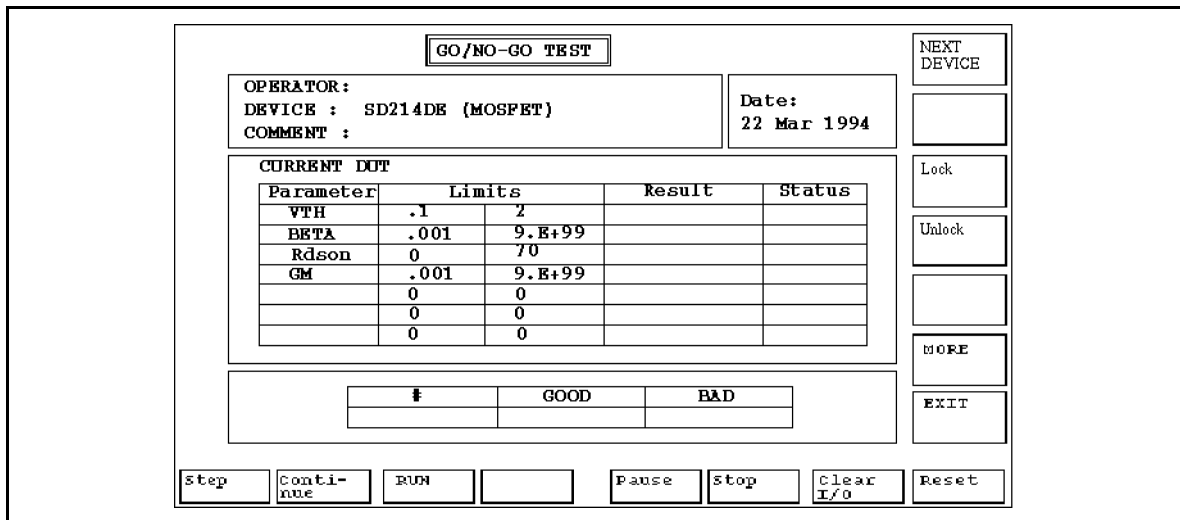 GO/NO-GO TEST
OPERATOR:
DEVICE : SD214DE (MOSFET)
COMMENT :
Date:
22 Mar 1994
CURRENT DUT
Parameter Limits Result Status
VTH .1 2
BETA .001 9.E+99
Rdson 0 70
GM .001 9.E+99
0 0
0 0
0 0
# GOOD BAD
NEXT
DEVICE
Lock
Unlock
MORE
EXIT
Step
Conti-
nue
RUN
Pause
Stop
Clear
I/O
Reset